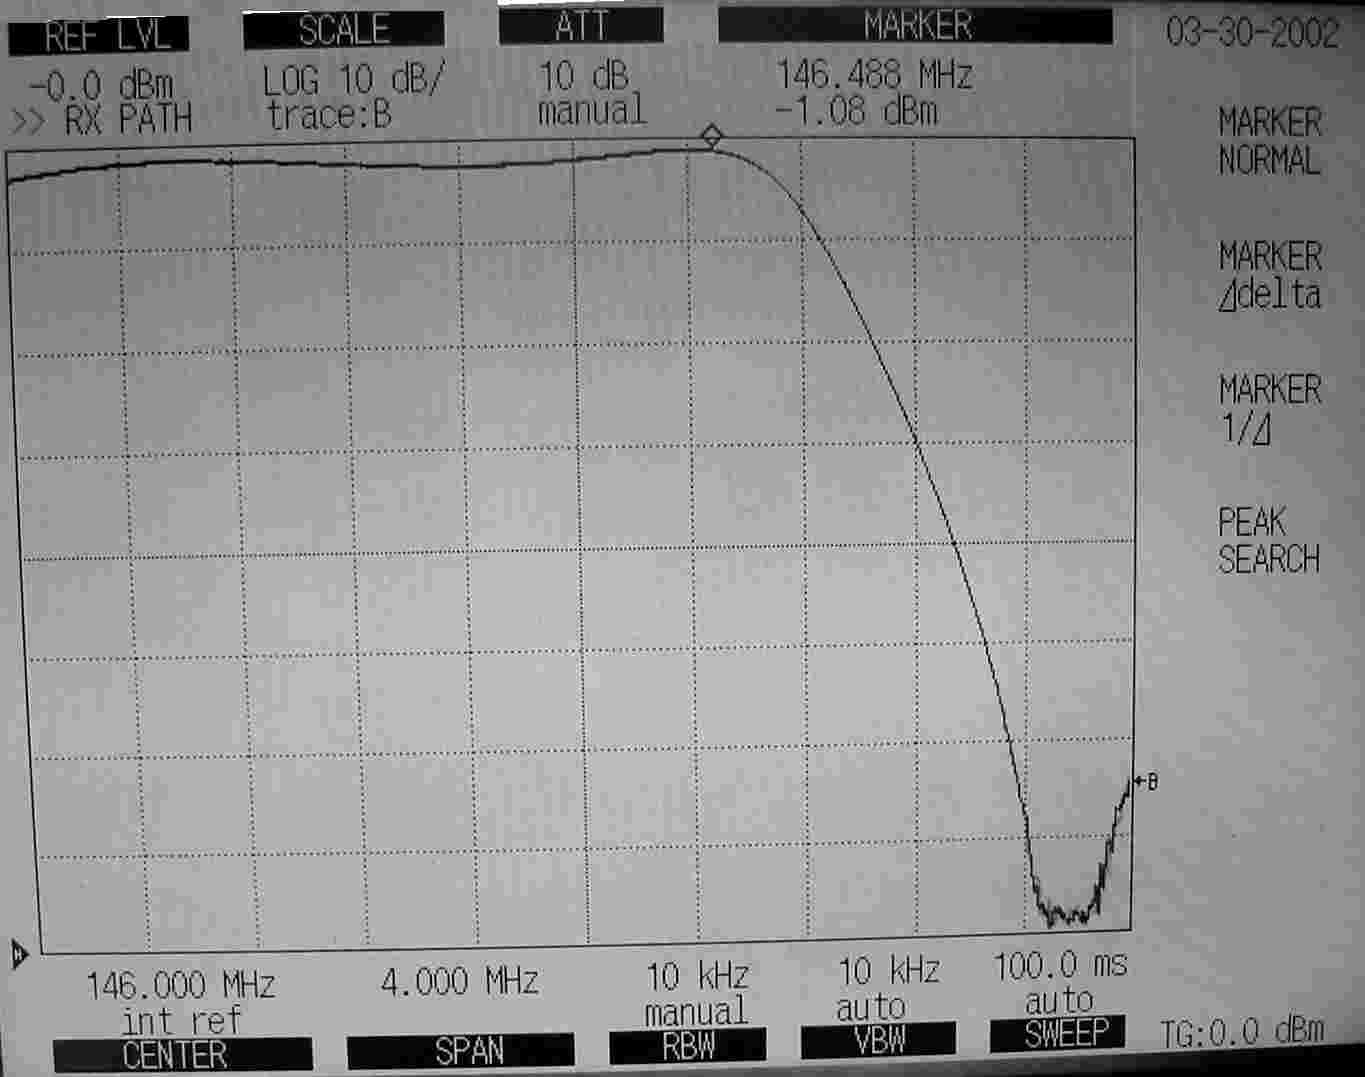 REF LVL
SCALE
ATT
MARKER
03-30-2002
-0.0 dBm
LOG 10 dB/
10 dB
146.488 MHz
>> RX PATH
trace:B
manual
-1.08 dBm
MARKER
NORMAL
MARKER
⊿delta
MARKER
1/⊿
PEAK
SEARCH
←B
146.000 MHz
4.000 MHz
10 kHz
10 kHz
100.0 ms
int ref
manual
auto
auto
CENTER
SPAN
RBW
VBW
SWEEP
TG:0.0 dBm